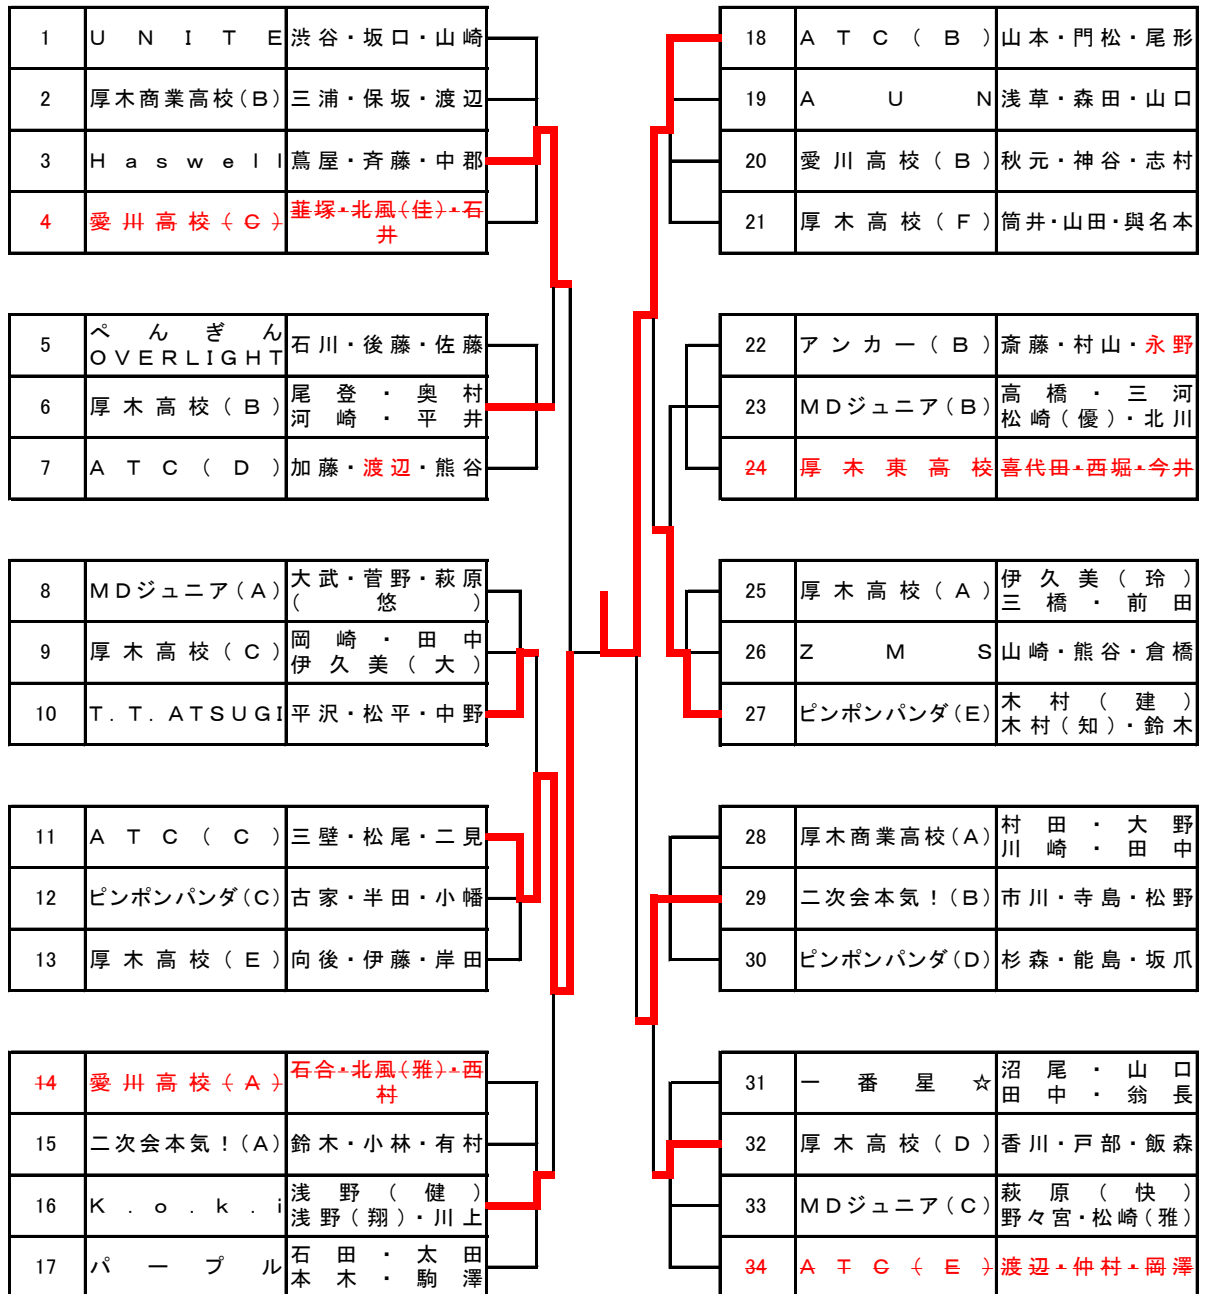 1 UNITE 渋谷・坂口・山崎
2 厚木商業高校(B) 三浦・保坂・渡辺
3 Haswell 蔦屋・斉藤・中郡
4 愛川高校(C) 韮塚・北風(佳)・石
井
5 ぺんぎん
OVERLIGHT 石川・後藤・佐藤
6 厚木高校(B) 尾登・奥村
河崎・平井
7 ATC(D) 加藤・渡辺・熊谷
8 MDジュニア(A) 大武・菅野・萩原
(悠)
9 厚木高校(C) 岡崎・田中
伊久美(大)
10 T.T.ATSUGI 平沢・松平・中野
11 ATC(C) 三壁・松尾・二見
12 ピンポンパンダ(C) 古家・半田・小幡
13 厚木高校(E) 向後・伊藤・岸田
14 愛川高校(A) 石合・北風(雅)・西
村
15 二次会本気!(A) 鈴木・小林・有村
16 K.o.k.i 浅野(健)
浅野(翔)・川上
17 パープル 石田・太田
本木・駒澤
18 ATC(B) 山本・門松・尾形
19 AUN 浅草・森田・山口
20 愛川高校(B) 秋元・神谷・志村
21 厚木高校(F) 筒井・山田・與名本
22 アンカー(B) 斎藤・村山・永野
23 MDジュニア(B) 高橋・三河
松崎(優)・北川
24 厚木東高校 喜代田・西堀・今井
25 厚木高校(A) 伊久美(玲)
三橋・前田
26 ZMS 山崎・熊谷・倉橋
27 ピンポンパンダ(E) 木村(建)
木村(知)・鈴木
28 厚木商業高校(A) 村田・大野
川崎・田中
29 二次会本気!(B) 市川・寺島・松野
30 ピンポンパンダ(D) 杉森・能島・坂爪
31 一番星☆ 沼尾・山口
田中・翁長
32 厚木高校(D) 香川・戸部・飯森
33 MDジュニア(C) 萩原(快)
野々宮・松崎(雅)
34 ATC(E) 渡辺・仲村・岡澤